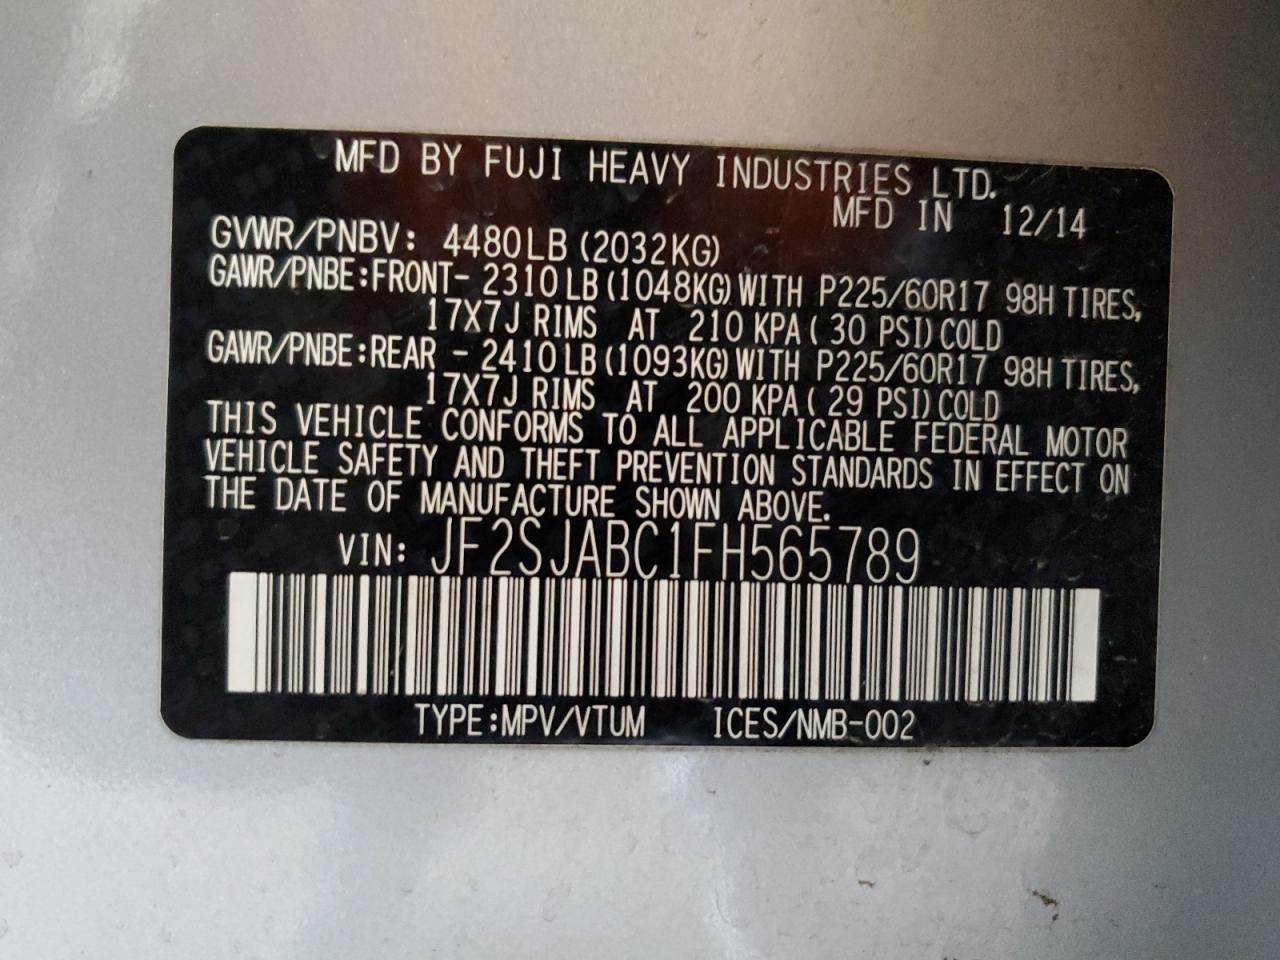 MFD BY FUJI HEAVY INDUSTRIES LTD.
MFD IN 12/14
GVWR/PNBV: 4480LB (2032KG)
GAWR/PNBE:FRONT- 2310LB (1048KG) WITH P225/60R17 98H TIRES,
17X7J RIMS AT 210 KPA ( 30 PSI) COLD
GAWR/PNBE:REAR - 2410LB (1093KG) WITH P225/60R17 98H TIRES,
17X7J RIMS AT 200 KPA ( 29 PSI) COLD
THIS VEHICLE CONFORMS TO ALL APPLICABLE FEDERAL MOTOR
VEHICLE SAFETY AND THEFT PREVENTION STANDARDS IN EFFECT ON
THE DATE OF MANUFACTURE SHOWN ABOVE.
VIN: JF2SJABC1FH565789
TYPE:MPV/VTUM ICES/NMB-002